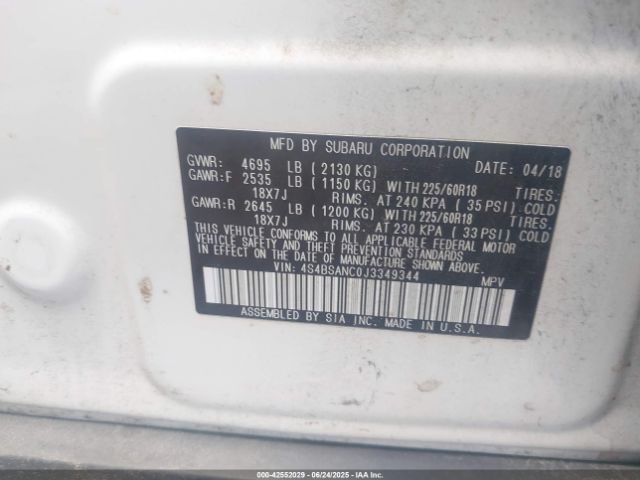 MFD BY SUBARU CORPORATION
GVWR: 4695 LB ( 2130 KG) DATE: 04/18
GAWR:F 2535 LB ( 1150 KG) WITH 225/60R18 TIRES.
18X7J RIMS. AT 240 KPA ( 35 PSI) COLD
GAWR:R 2645 LB ( 1200 KG) WITH 225/60R18 TIRES.
18X7J RIMS. AT 230 KPA ( 33 PSI) COLD
THIS VEHICLE CONFORMS TO ALL APPLICABLE FEDERAL MOTOR
VEHICLE SAFETY AND THEFT PREVENTION STANDARDS
IN EFFECT ON THE DATE OF MANUFACTURE SHOWN ABOVE.
VIN: 4S4BSANC0J3349344 MPV
ASSEMBLED BY SIA INC. MADE IN U.S.A.
000-42552029 - 06/24/2025 - IAAI.COM